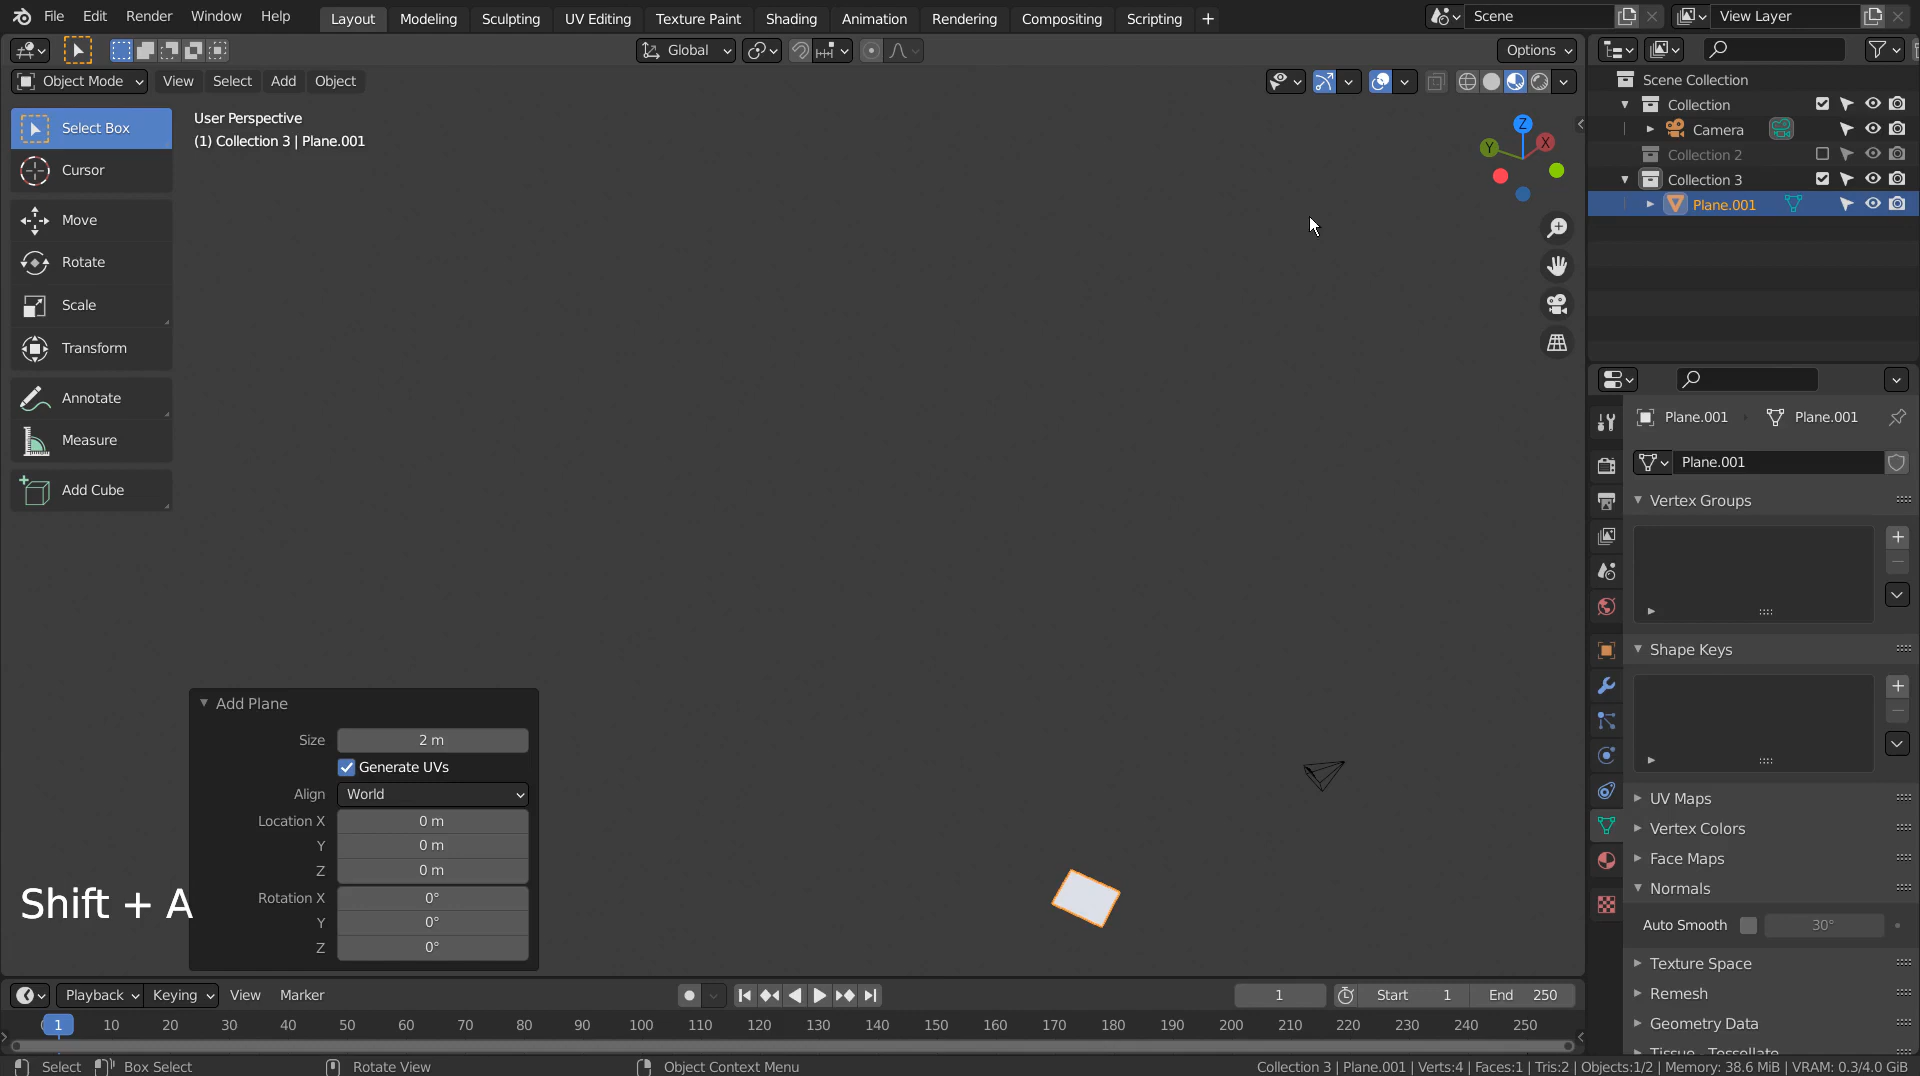 File Edit Render Window Help Layout Modeling Sculpting UV Editing Texture Paint Shading Animation Rendering Compositing Scripting + Scene View Layer
Global Options
Object Mode View Select Add Object
Scene Collection
Collection
Camera
Collection 2
Collection 3
Plane.001
User Perspective
(1) Collection 3 | Plane.001
Z
Y
X
Select Box
Cursor
Move
Rotate
Scale
Transform
Annotate
Measure
Add Cube
Plane.001 Plane.001
Plane.001
Vertex Groups
Shape Keys
UV Maps
Vertex Colors
Face Maps
Normals
Auto Smooth 30°
Texture Space
Remesh
Geometry Data
Add Plane
Size 2 m
Generate UVs
Align World
Location X 0 m
Y 0 m
Z 0 m
Rotation X 0°
Y 0°
Z 0°
Shift + A
Playback Keying View Marker 1 Start 1 End 250
1 10 20 30 40 50 60 70 80 90 100 110 120 130 140 150 160 170 180 190 200 210 220 230 240 250
Select Box Select Rotate View Object Context Menu Collection 3 | Plane.001 | Verts:4 | Faces:1 | Tris:2 | Objects:1/2 | Memory: 38.6 MiB | VRAM: 0.3/4.0 GiB